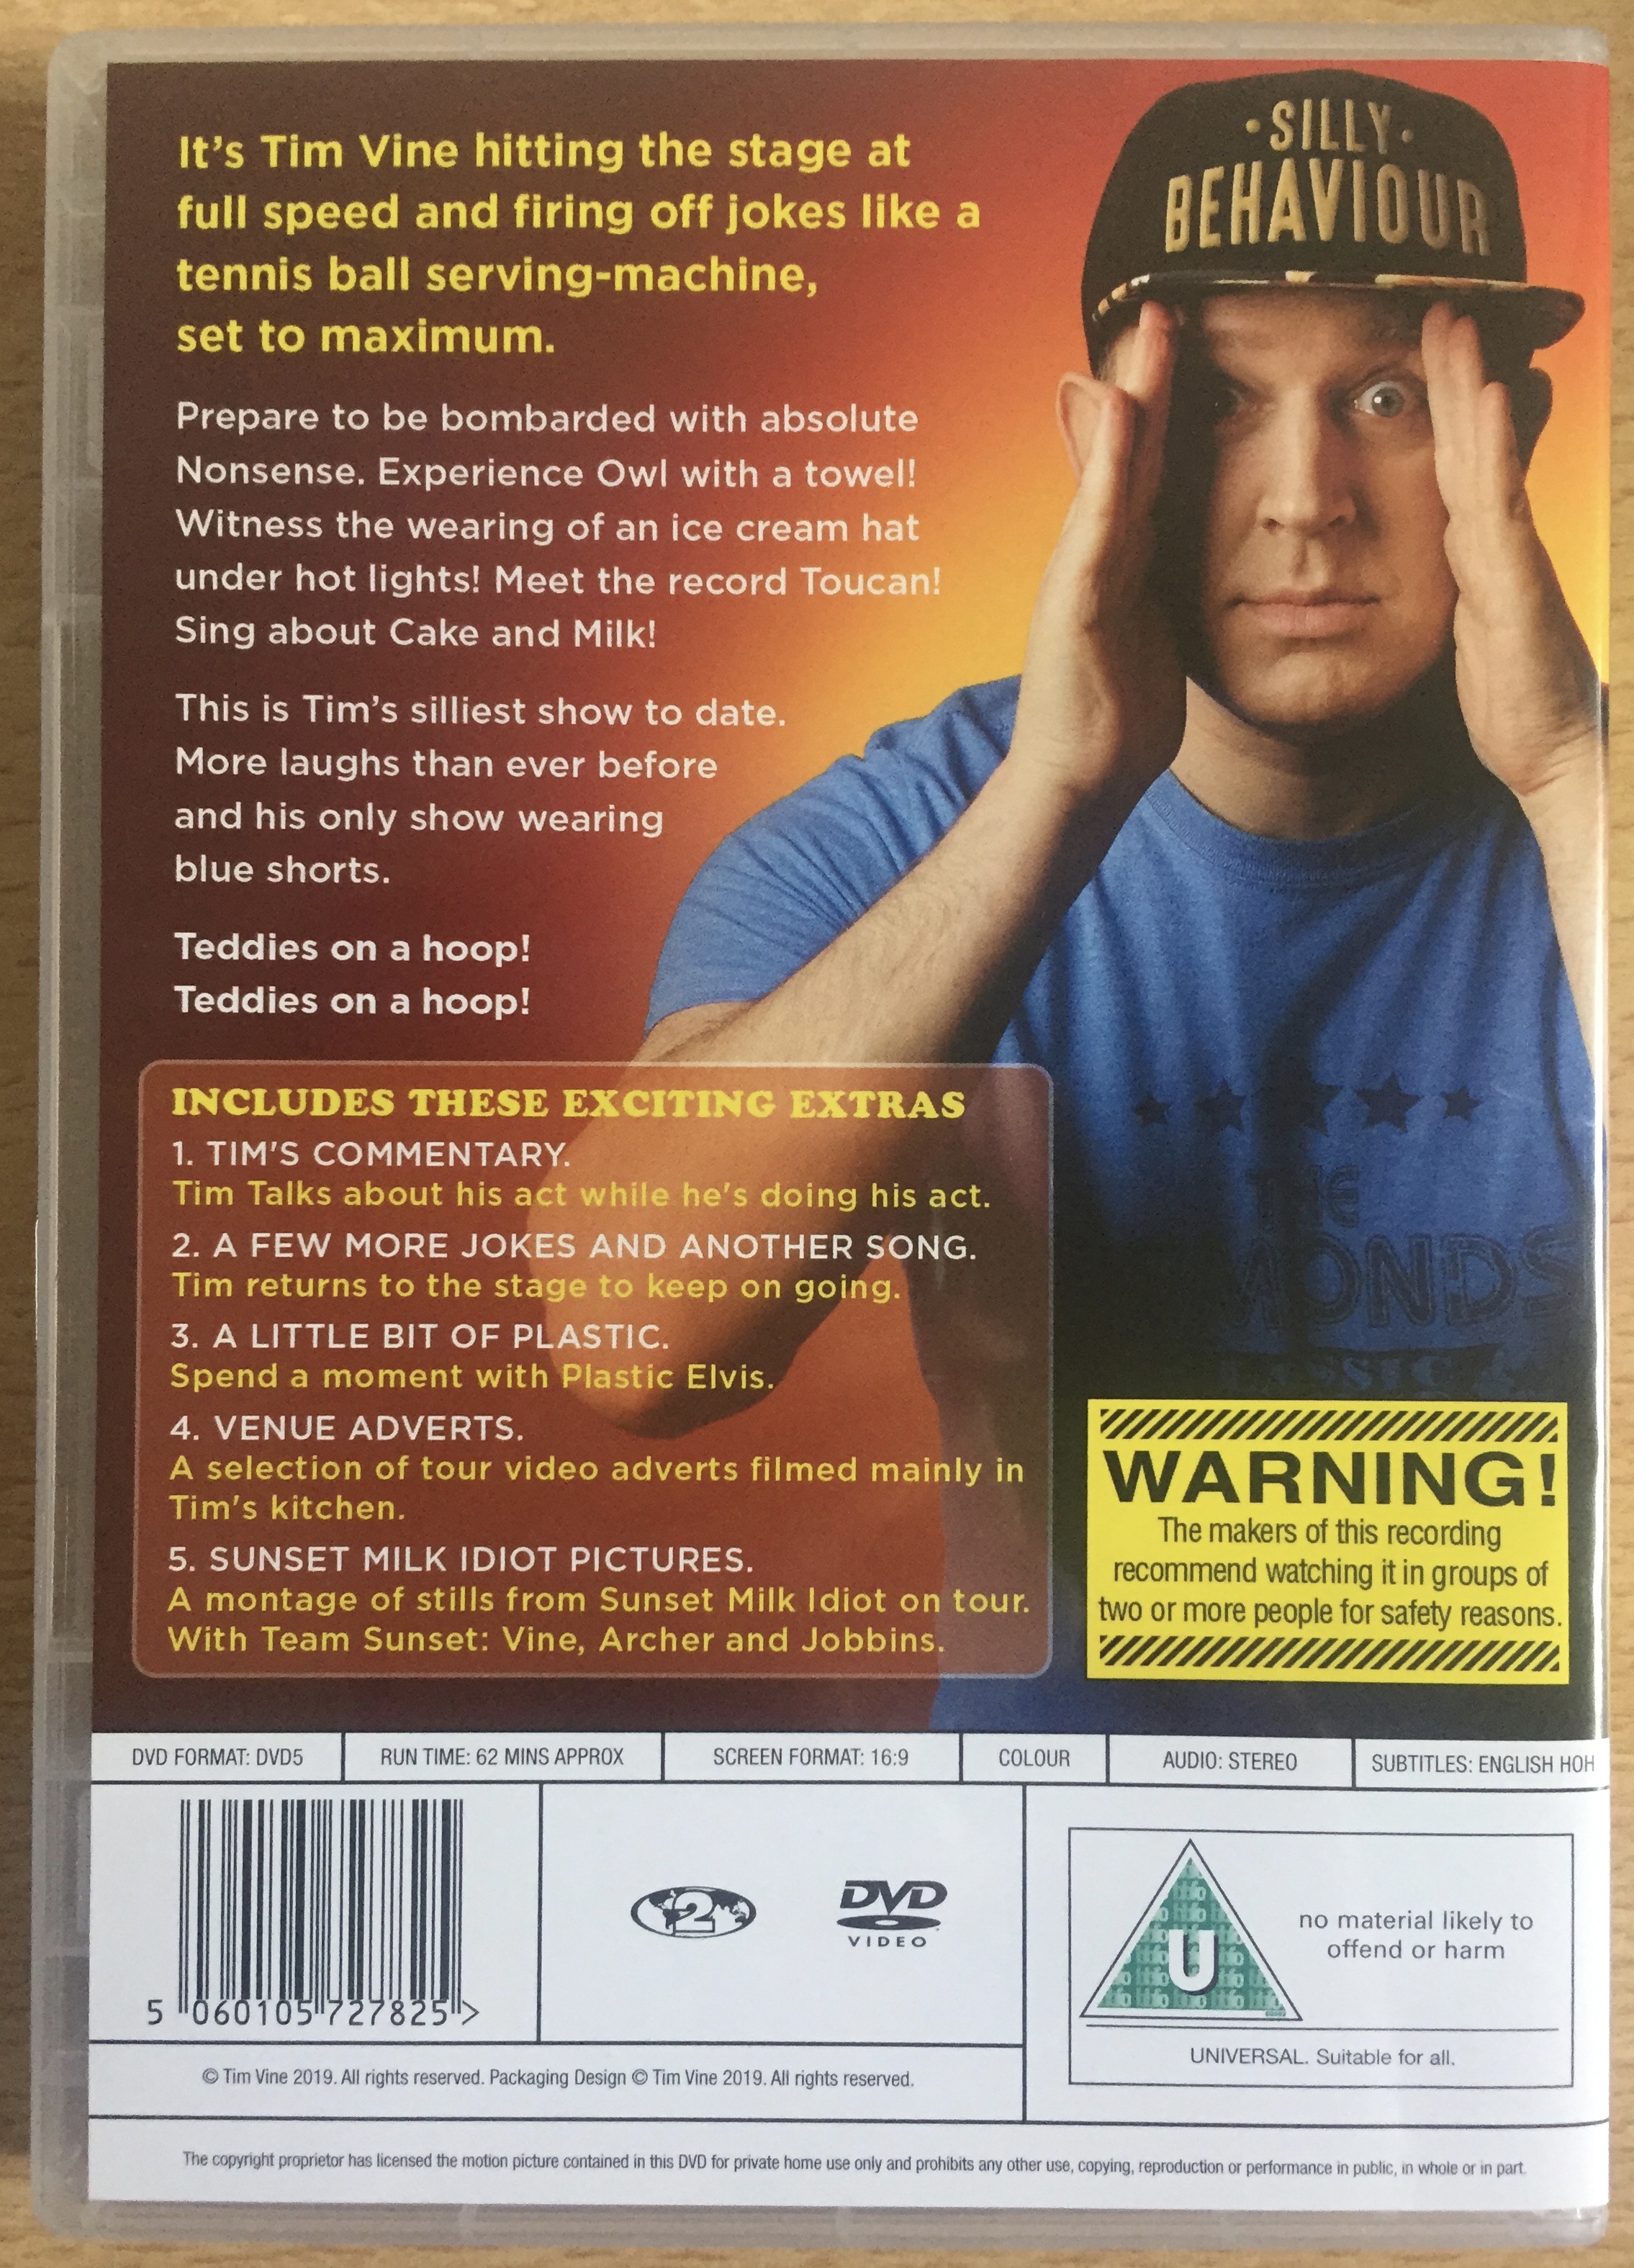 ·SILLY·
BEHAVIOUR
It's Tim Vine hitting the stage at
full speed and firing off jokes like a
tennis ball serving-machine,
set to maximum.
Prepare to be bombarded with absolute
Nonsense. Experience Owl with a towel!
Witness the wearing of an ice cream hat
under hot lights! Meet the record Toucan!
Sing about Cake and Milk!
This is Tim's silliest show to date.
More laughs than ever before
and his only show wearing
blue shorts.
Teddies on a hoop!
Teddies on a hoop!
INCLUDES THESE EXCITING EXTRAS
1. TIM'S COMMENTARY.
Tim Talks about his act while he's doing his act.
2. A FEW MORE JOKES AND ANOTHER SONG.
Tim returns to the stage to keep on going.
3. A LITTLE BIT OF PLASTIC.
Spend a moment with Plastic Elvis.
4. VENUE ADVERTS.
A selection of tour video adverts filmed mainly in
Tim's kitchen.
5. SUNSET MILK IDIOT PICTURES.
A montage of stills from Sunset Milk Idiot on tour.
With Team Sunset: Vine, Archer and Jobbins.
THE
WARNING!
The makers of this recording
recommend watching it in groups of
two or more people for safety reasons.
DVD FORMAT: DVD5 RUN TIME: 62 MINS APPROX SCREEN FORMAT: 16:9 COLOUR AUDIO: STEREO SUBTITLES: ENGLISH HOH
5 060105 727825 >
2
DVD
VIDEO
U
no material likely to
offend or harm
UNIVERSAL. Suitable for all.
© Tim Vine 2019. All rights reserved. Packaging Design © Tim Vine 2019. All rights reserved.
The copyright proprietor has licensed the motion picture contained in this DVD for private home use only and prohibits any other use, copying, reproduction or performance in public, in whole or in part.